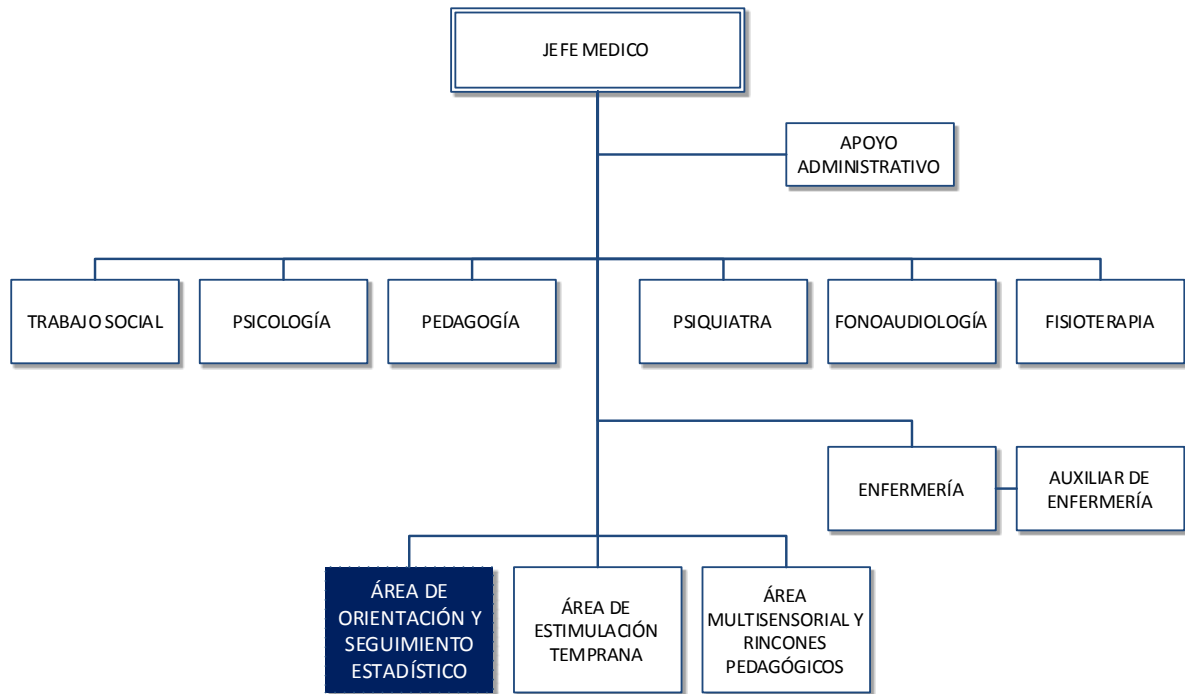 JEFE MEDICO
APOYO
ADMINISTRATIVO
TRABAJO SOCIAL
PSICOLOGÍA
PEDAGOGÍA
PSIQUIATRA
FONOAUDIOLOGÍA
FISIOTERAPIA
ENFERMERÍA
AUXILIAR DE
ENFERMERÍA
ÁREA DE
ORIENTACIÓN Y
SEGUIMIENTO
ESTADÍSTICO
ÁREA DE
ESTIMULACIÓN
TEMPRANA
ÁREA
MULTISENSORIAL Y
RINCONES
PEDAGÓGICOS